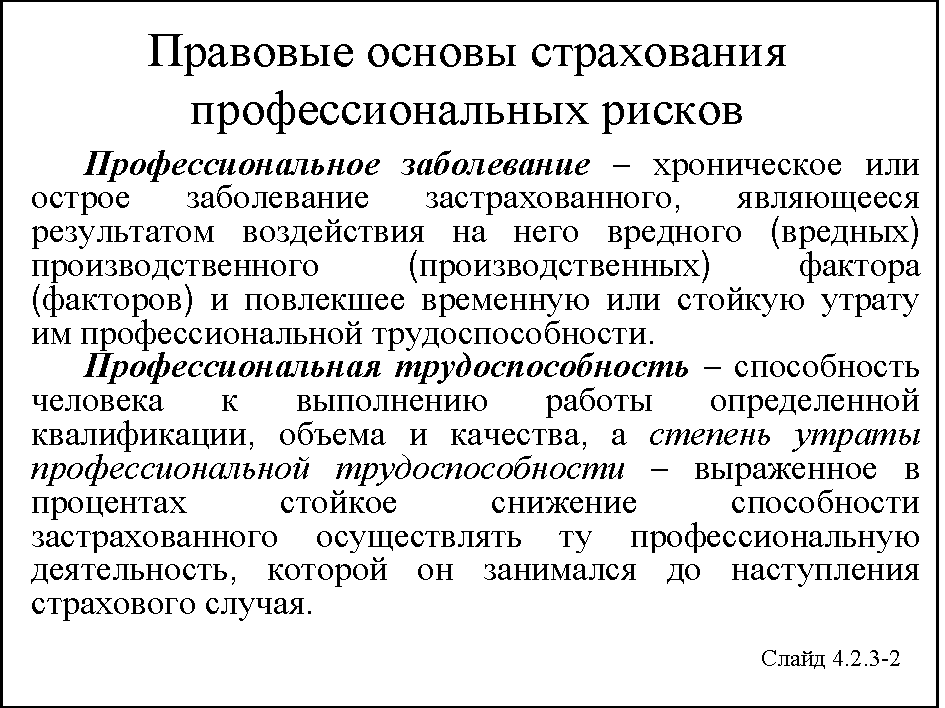 Правовые основы страхования
профессиональных рисков
Профессиональное заболевание – хроническое или
острое заболевание застрахованного, являющееся
результатом воздействия на него вредного (вредных)
производственного (производственных) фактора
(факторов) и повлекшее временную или стойкую утрату
им профессиональной трудоспособности.
Профессиональная трудоспособность – способность
человека к выполнению работы определенной
квалификации, объема и качества, а степень утраты
профессиональной трудоспособности – выраженное в
процентах стойкое снижение способности
застрахованного осуществлять ту профессиональную
деятельность, которой он занимался до наступления
страхового случая.
Слайд 4.2.3-2